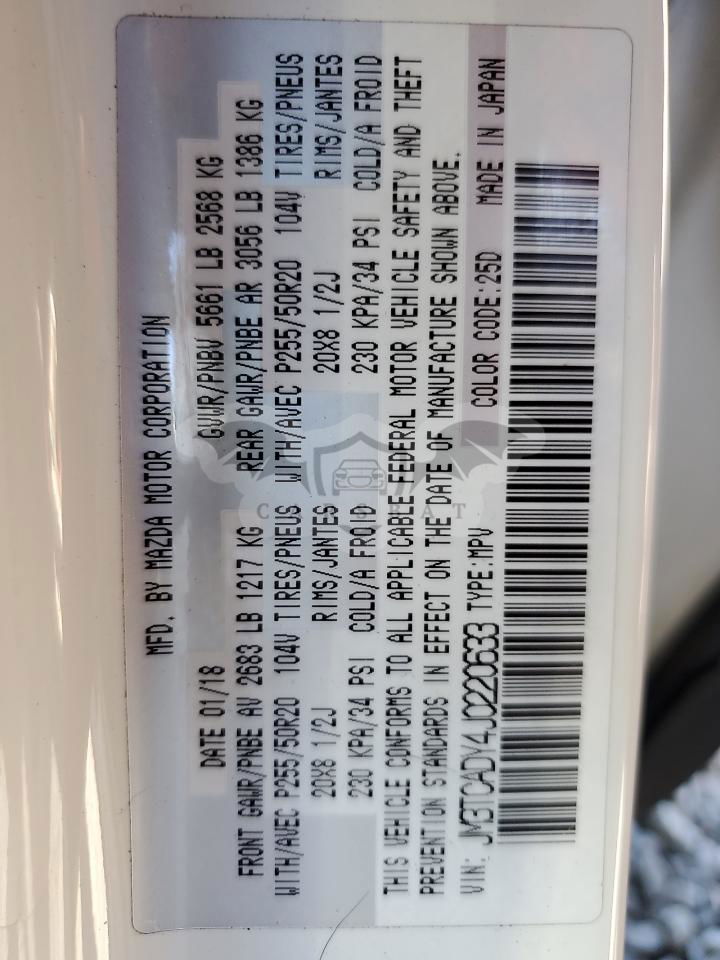 MFD. BY MAZDA MOTOR CORPORATION
DATE 01/18 GVWR/PNBV 5661 LB 2568 KG
FRONT GAWR/PNBE AV 2683 LB 1217 KG REAR GAWR/PNBE AR 3056 LB 1386 KG
WITH/AVEC P255/50R20 104V TIRES/PNEUS WITH/AVEC P255/50R20 104V TIRES/PNEUS
20X8 1/2J RIMS/JANTES 20X8 1/2J RIMS/JANTES
230 KPA/34 PSI COLD/A FROID 230 KPA/34 PSI COLD/A FROID
THIS VEHICLE CONFORMS TO ALL APPLICABLE FEDERAL MOTOR VEHICLE SAFETY AND THEFT
PREVENTION STANDARDS IN EFFECT ON THE DATE OF MANUFACTURE SHOWN ABOVE.
VIN: JM3TCADY4J0220633 TYPE:MPV COLOR CODE:25D MADE IN JAPAN